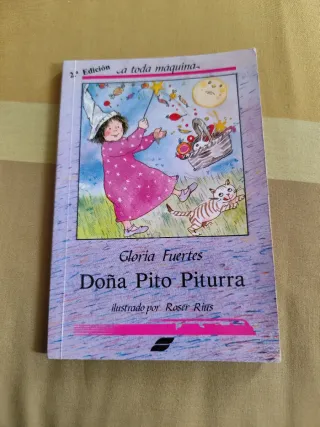 2.ª Edición
a toda máquina
Gloria Fuertes
Doña Pito Piturra
ilustrado por Roser Rius